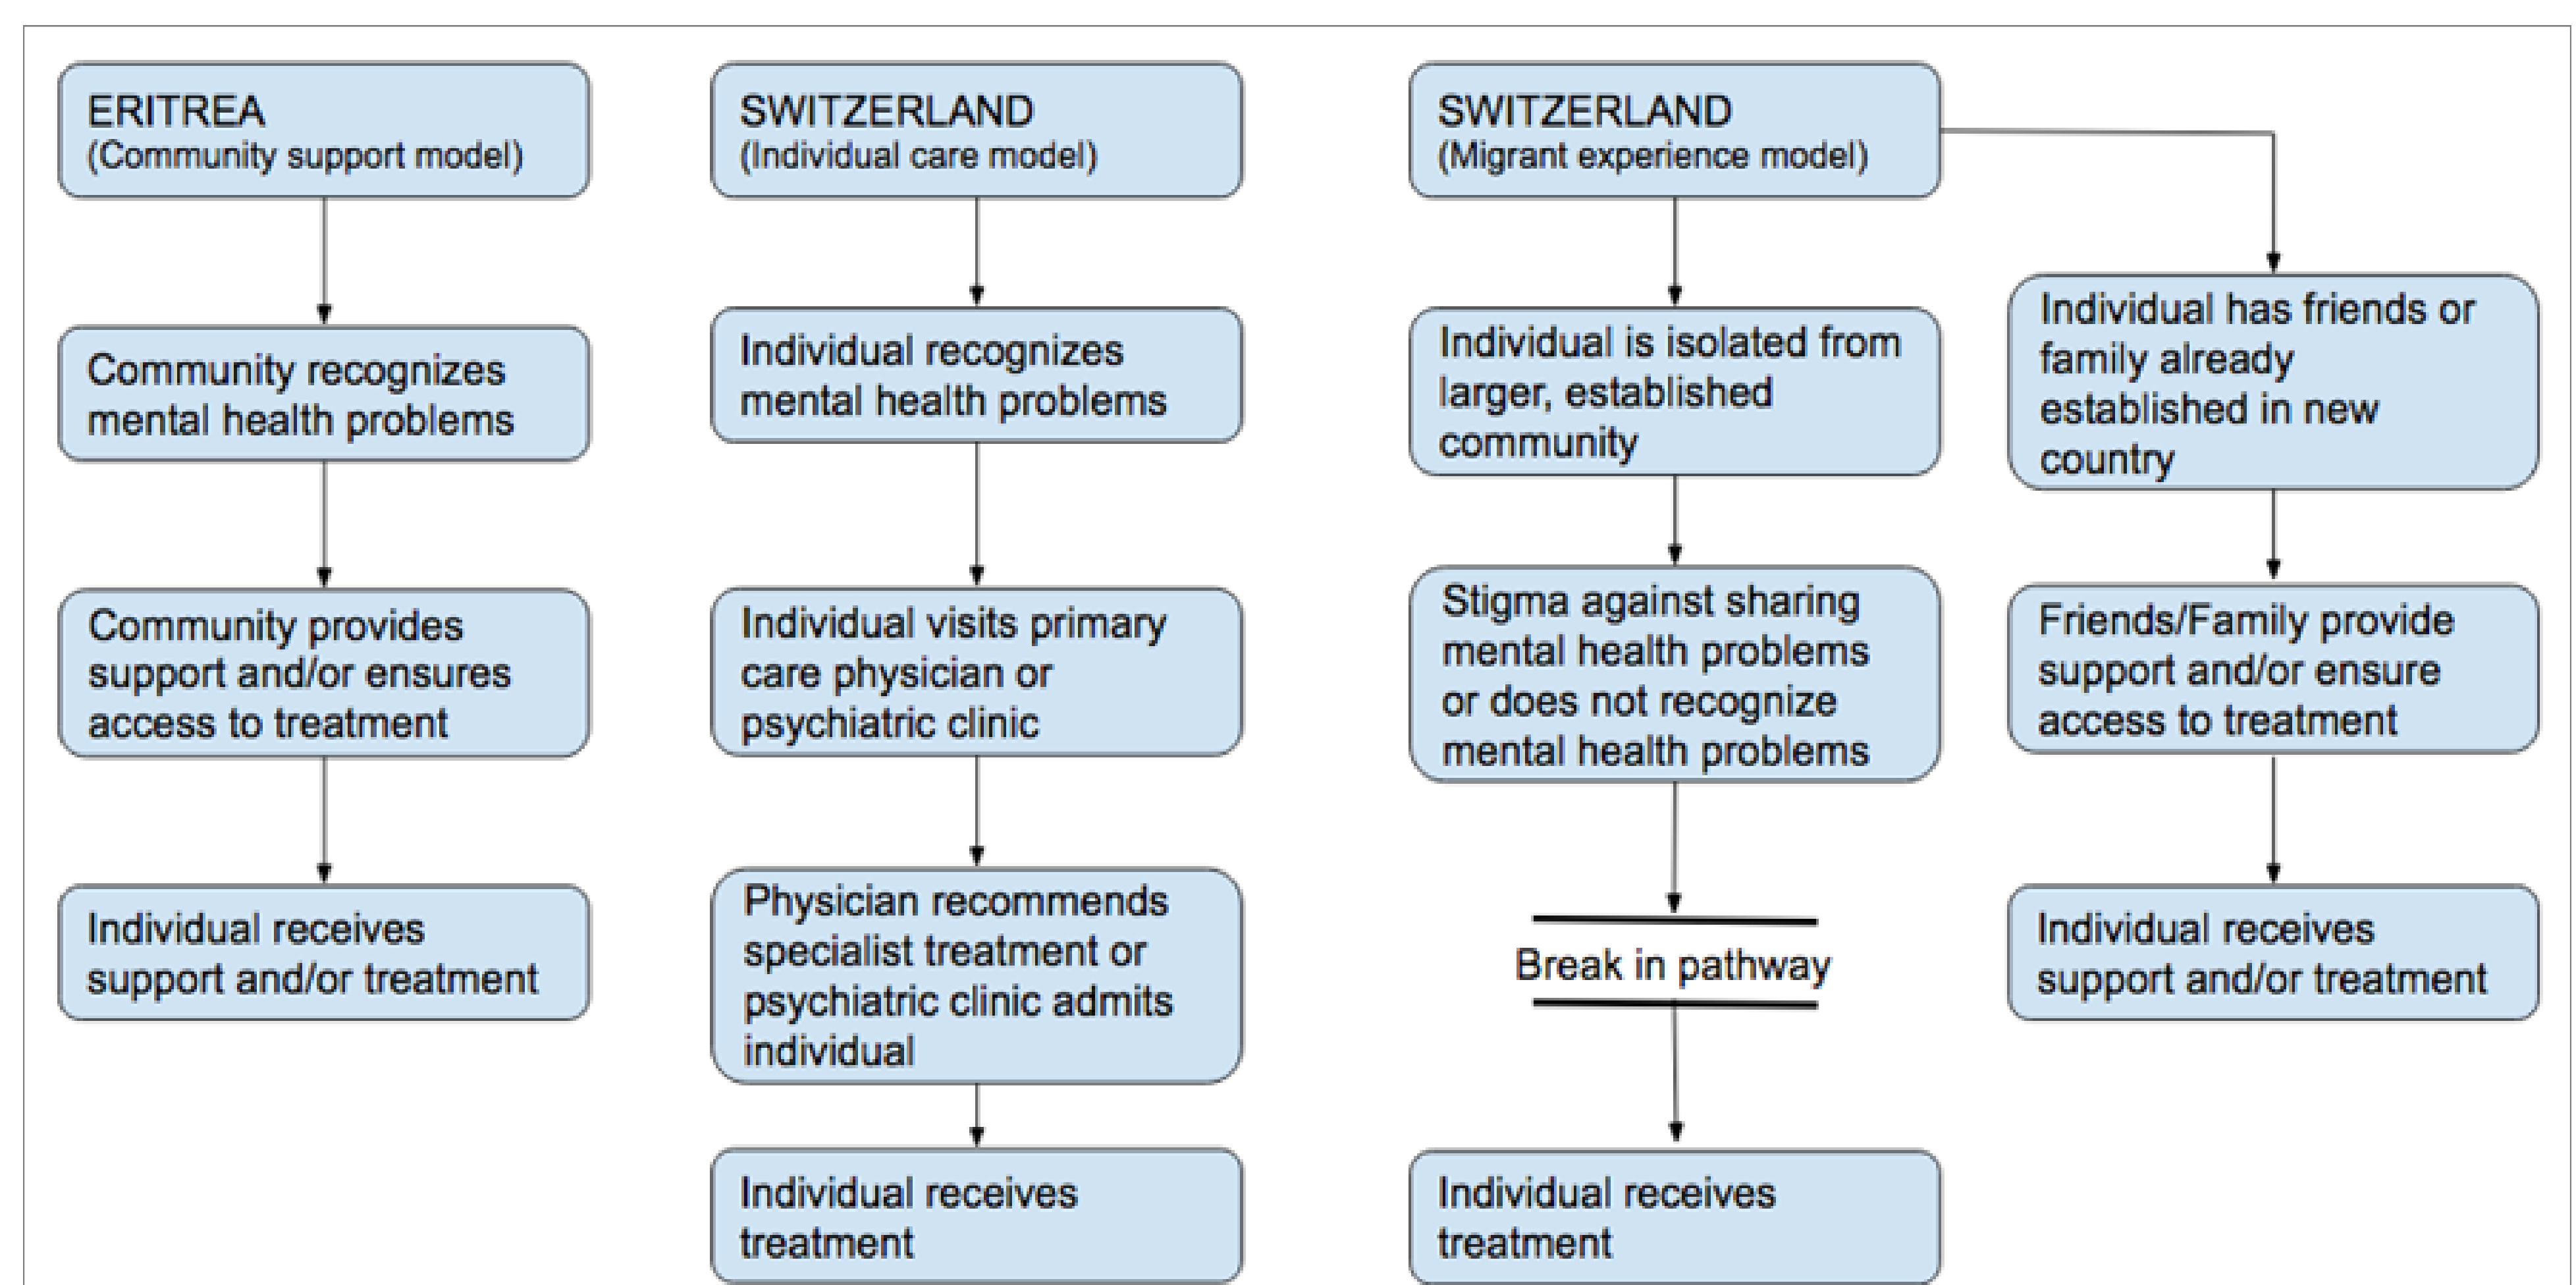 ERITREA
(Community support model)
Community recognizes
mental health problems
Community provides
support and/or ensures
access to treatment
Individual receives
support and/or treatment
SWITZERLAND
(Individual care model)
Individual recognizes
mental health problems
Individual visits primary
care physician or
psychiatric clinic
Physician recommends
specialist treatment or
psychiatric clinic admits
individual
Individual receives
treatment
SWITZERLAND
(Migrant experience model)
Individual is isolated from
larger, established
community
Stigma against sharing
mental health problems
or does not recognize
mental health problems
Break in pathway
Individual receives
treatment
Individual has friends or
family already
established in new
country
Friends/Family provide
support and/or ensure
access to treatment
Individual receives
support and/or treatment